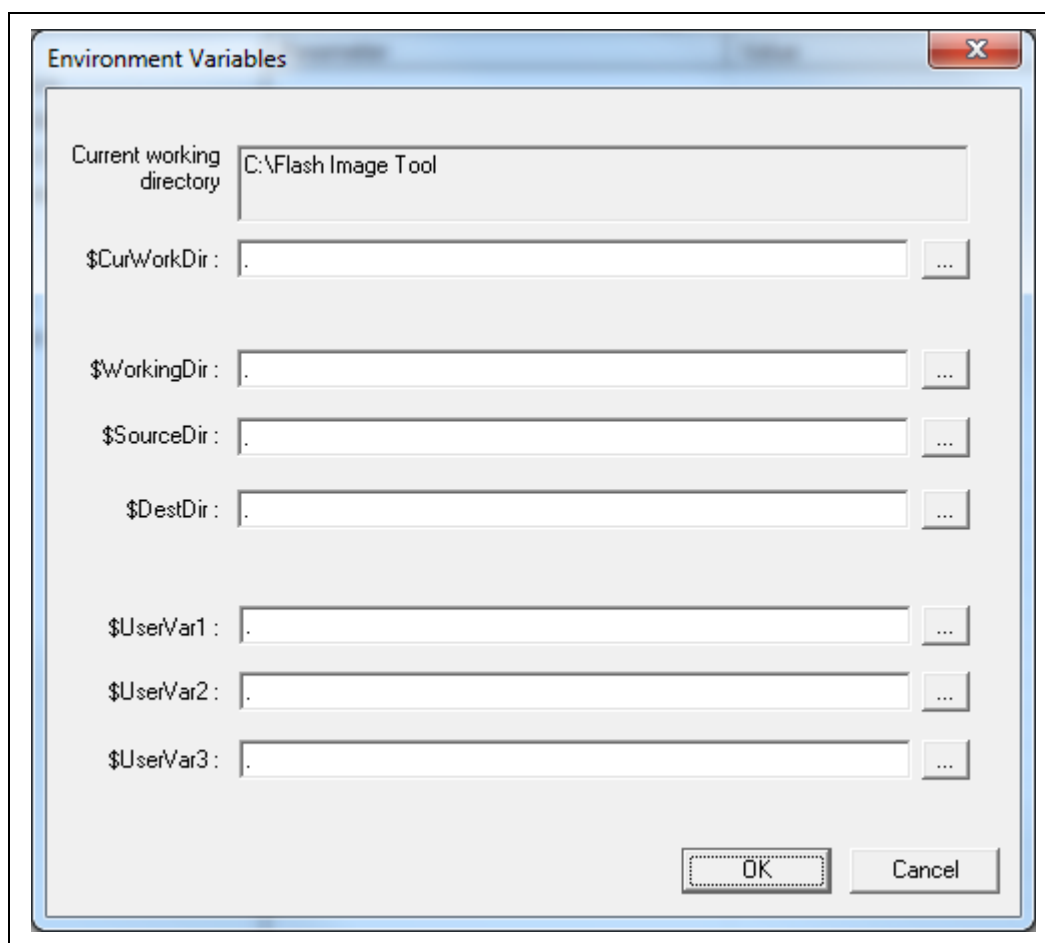 Environment Variables
Current working
directory
C:\Flash Image Tool
$CurWorkDir :
.
...
$WorkingDir :
.
...
$SourceDir :
.
...
$DestDir :
.
...
$UserVar1 :
.
...
$UserVar2 :
.
...
$UserVar3 :
.
...
OK
Cancel